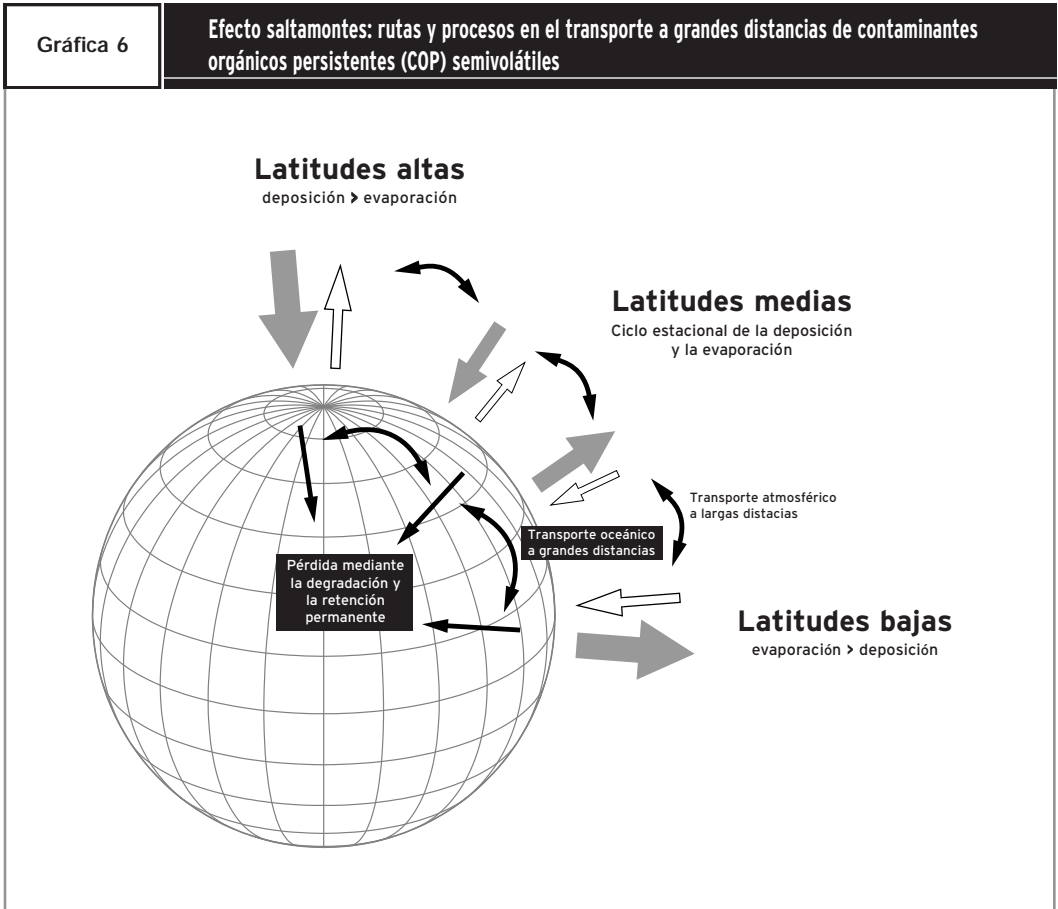 Gráfica 6
Efecto saltamontes: rutas y procesos en el transporte a grandes distancias de contaminantes
orgánicos persistentes (COP) semivolátiles
Latitudes altas
deposición > evaporación
Latitudes medias
Ciclo estacional de la deposición
y la evaporación
Transporte atmosférico
a largas distacias
Transporte oceánico
a grandes distancias
Pérdida mediante
la degradación y
la retención
permanente
Latitudes bajas
evaporación > deposición